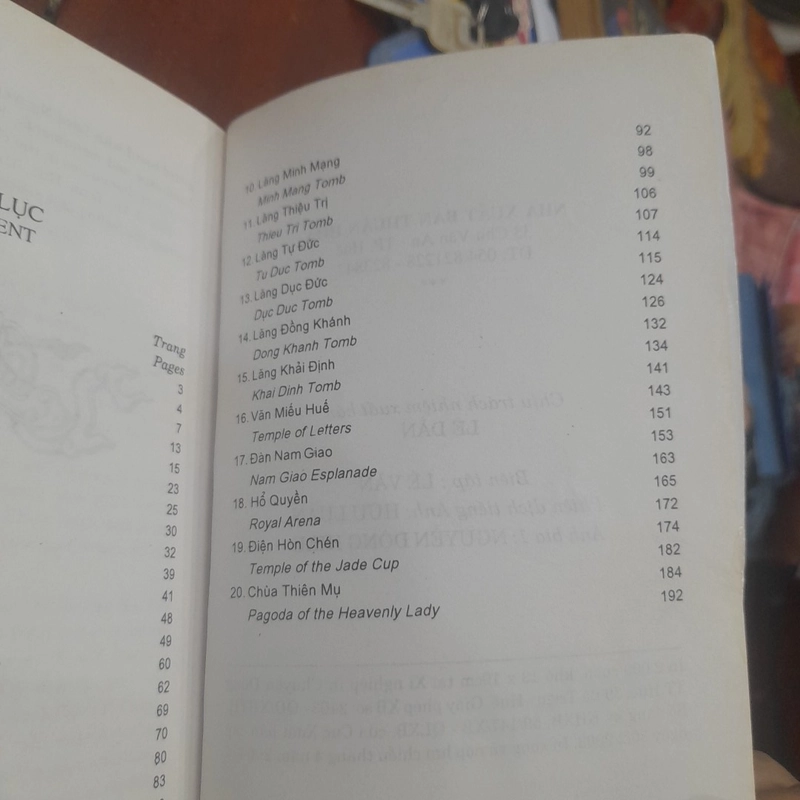 LỤC
ENT
Trang
Pages
3
4
7
13
15
23
25
30
32
39
41
48
49
60
62
69
70
80
83
10. Lăng Minh Mạng 92
Minh Mang Tomb 98
11. Lăng Thiệu Trị 99
Thieu Tri Tomb 106
12. Lăng Tự Đức 107
Tu Duc Tomb 114
13. Lăng Dục Đức 115
Dục Duc Tomb 124
14. Lăng Đồng Khánh 126
Dong Khanh Tomb 132
15. Lăng Khải Định 134
Khai Dinh Tomb 141
16. Văn Miếu Huế 143
Temple of Letters 151
17. Đàn Nam Giao 153
Nam Giao Esplanade 163
18. Hổ Quyền 165
Royal Arena 172
19. Điện Hòn Chén 174
Temple of the Jade Cup 182
20. Chùa Thiên Mụ 184
Pagoda of the Heavenly Lady 192